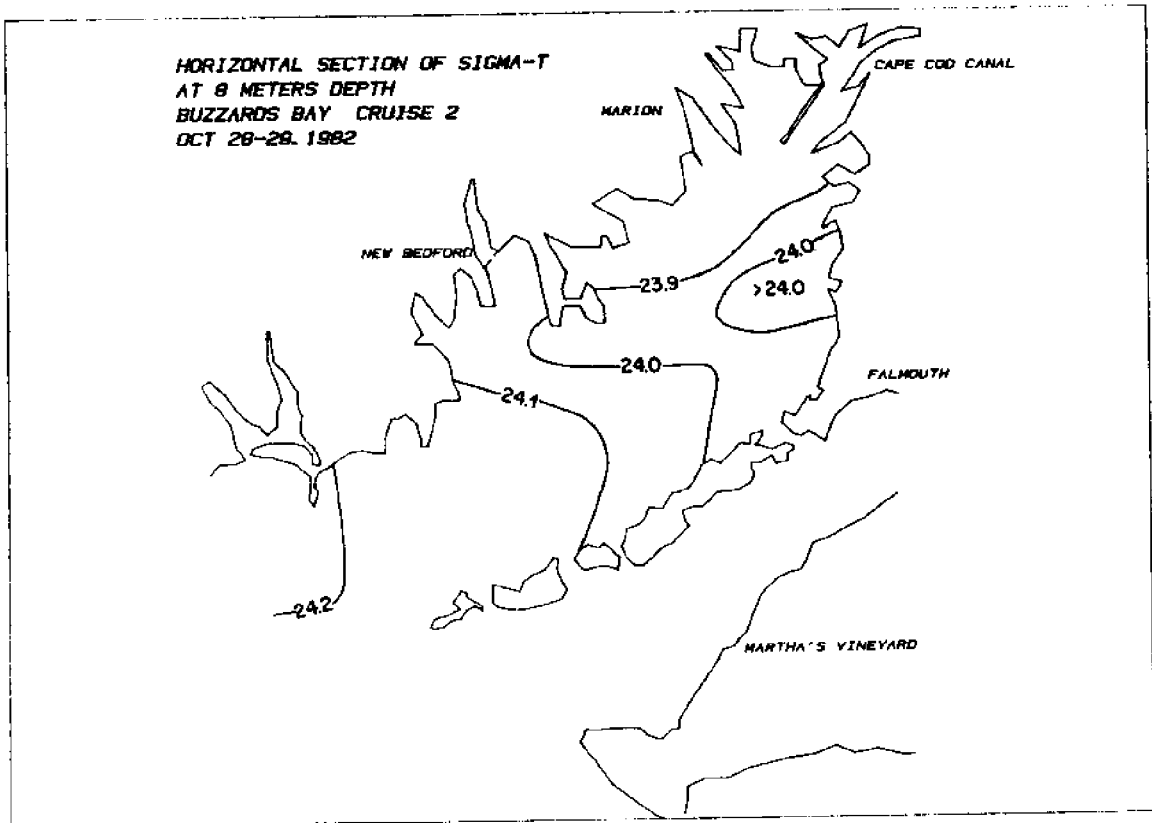 HORIZONTAL SECTION OF SIGMA-T
AT 8 METERS DEPTH
BUZZARDS BAY CRUISE 2
OCT 28-29. 1982
CAPE COD CANAL
MARION
NEW BEDFORD
24.0
23.9
>24.0
24.0
FALMOUTH
24.1
24.2
MARTHA'S VINEYARD